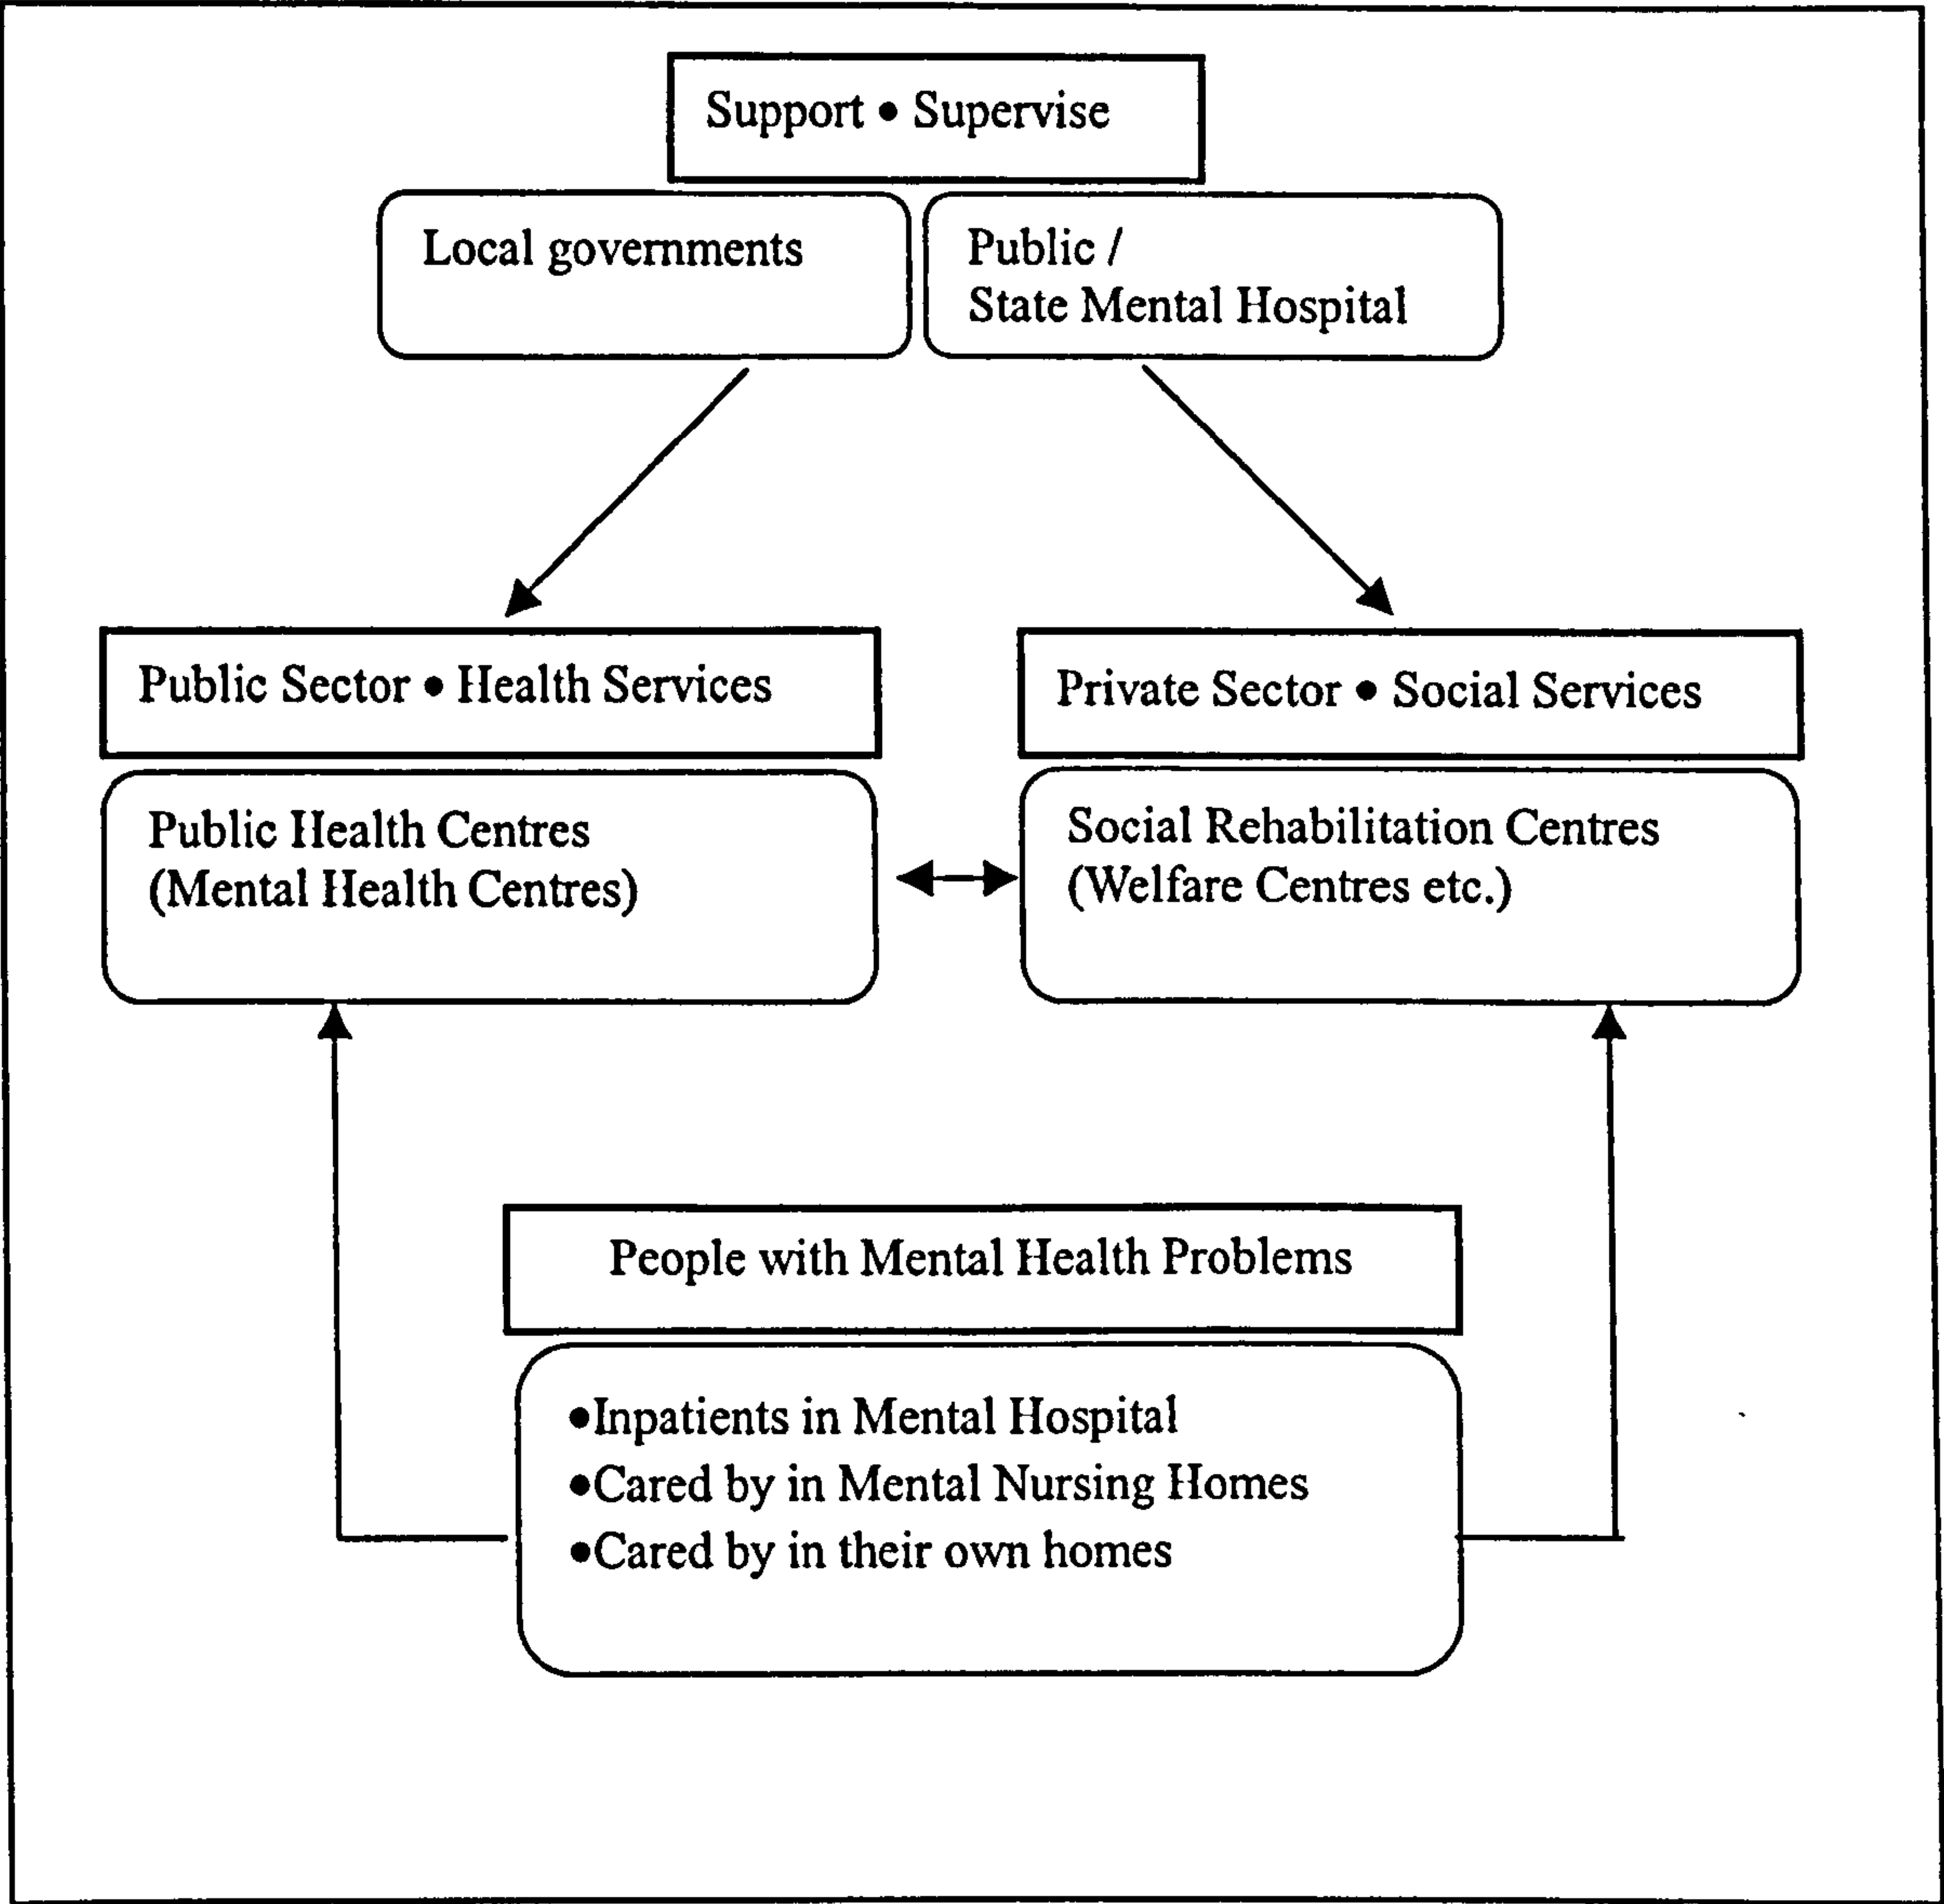 Support • Supervise
Local governments
Public /
State Mental Hospital
Public Sector • Health Services
Private Sector • Social Services
Public Health Centres
(Mental Health Centres)
Social Rehabilitation Centres
(Welfare Centres etc.)
People with Mental Health Problems
•Inpatients in Mental Hospital
•Cared by in Mental Nursing Homes
•Cared by in their own homes